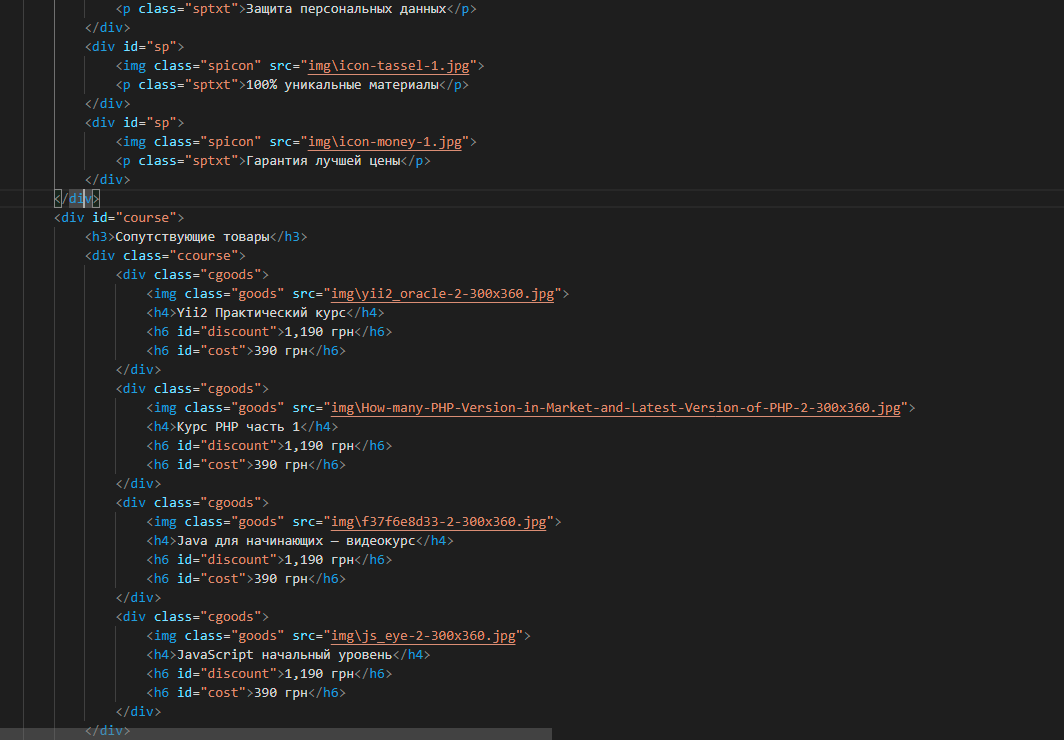 <p class="sptxt">Защита персональных данных</p>
</div>
<div id="sp">
<img class="spicon" src="img\icon-tassel-1.jpg">
<p class="sptxt">100% уникальные материалы</p>
</div>
<div id="sp">
<img class="spicon" src="img\icon-money-1.jpg">
<p class="sptxt">Гарантия лучшей цены</p>
</div>
</div>
<div id="course">
<h3>Сопутствующие товары</h3>
<div class="ccourse">
<div class="cgoods">
<img class="goods" src="img\yii2_oracle-2-300x360.jpg">
<h4>Yii2 Практический курс</h4>
<h6 id="discount">1,190 грн</h6>
<h6 id="cost">390 грн</h6>
</div>
<div class="cgoods">
<img class="goods" src="img\How-many-PHP-Version-in-Market-and-Latest-Version-of-PHP-2-300x360.jpg">
<h4>Курс PHP часть 1</h4>
<h6 id="discount">1,190 грн</h6>
<h6 id="cost">390 грн</h6>
</div>
<div class="cgoods">
<img class="goods" src="img\f37f6e8d33-2-300x360.jpg">
<h4>Java для начинающих — видеокурс</h4>
<h6 id="discount">1,190 грн</h6>
<h6 id="cost">390 грн</h6>
</div>
<div class="cgoods">
<img class="goods" src="img\js_eye-2-300x360.jpg">
<h4>JavaScript начальный уровень</h4>
<h6 id="discount">1,190 грн</h6>
<h6 id="cost">390 грн</h6>
</div>
</div>